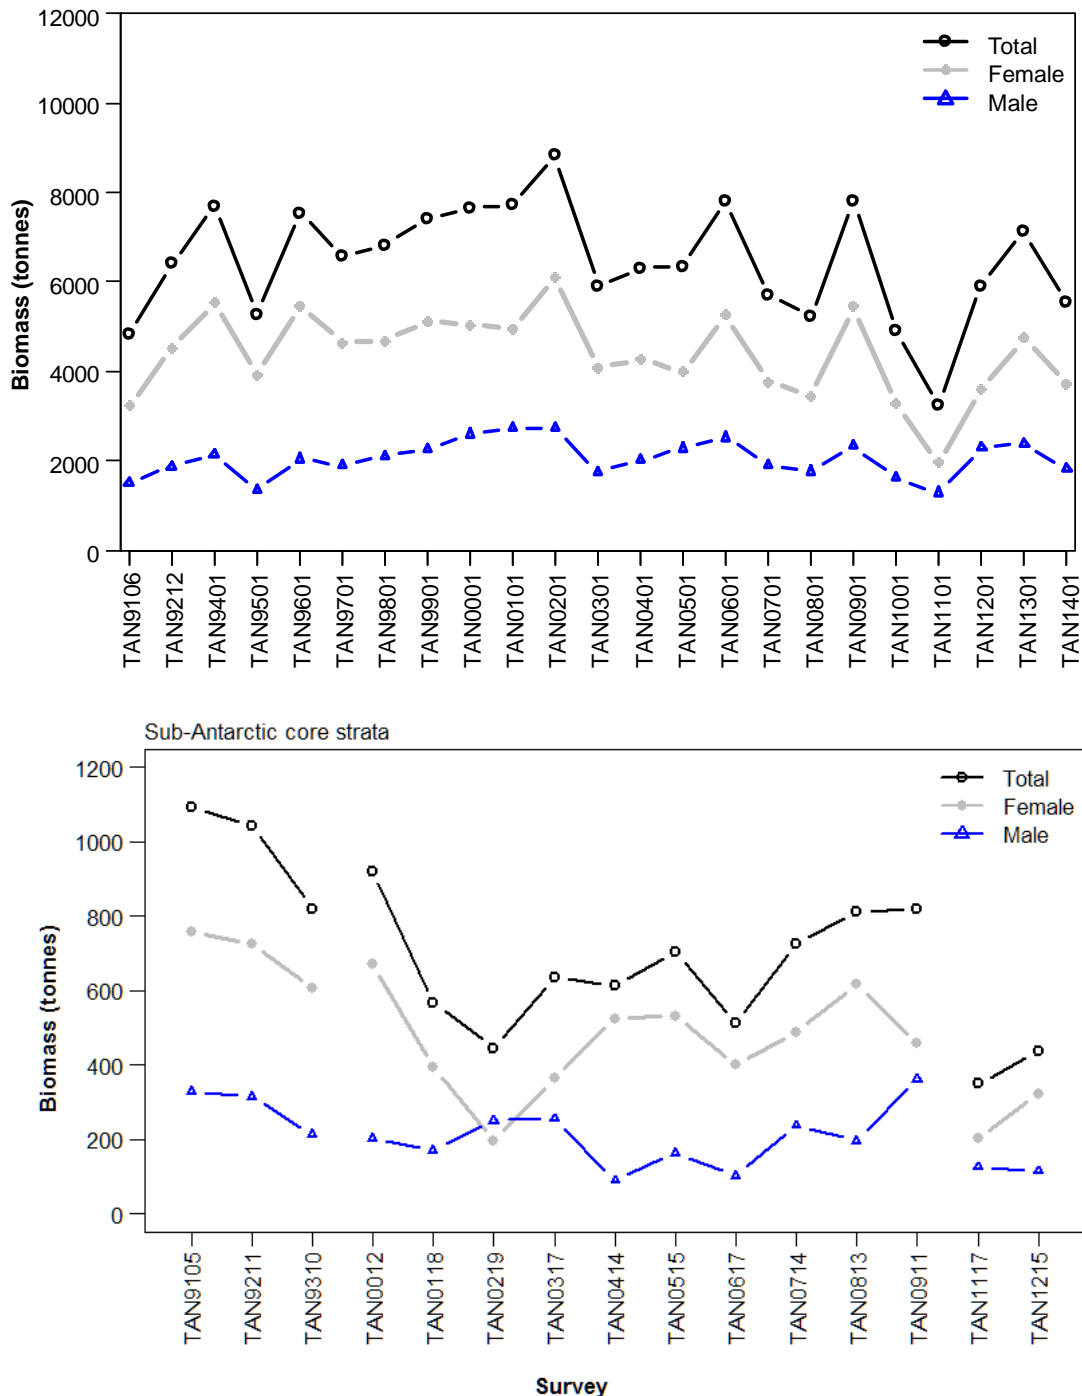 12000
10000
8000
6000
4000
2000
0
Biomass (tonnes)
Total
Female
Male
TAN9106
TAN9212
TAN9401
TAN9501
TAN9601
TAN9701
TAN9801
TAN9901
TAN0001
TAN0101
TAN0201
TAN0301
TAN0401
TAN0501
TAN0601
TAN0701
TAN0801
TAN0901
TAN1001
TAN1101
TAN1201
TAN1301
TAN1401
Sub-Antarctic core strata
1200
1000
800
600
400
200
0
Biomass (tonnes)
Total
Female
Male
TAN9105
TAN9211
TAN9310
TAN0012
TAN0118
TAN0219
TAN0317
TAN0414
TAN0515
TAN0617
TAN0714
TAN0813
TAN0911
TAN1117
TAN1215
Survey